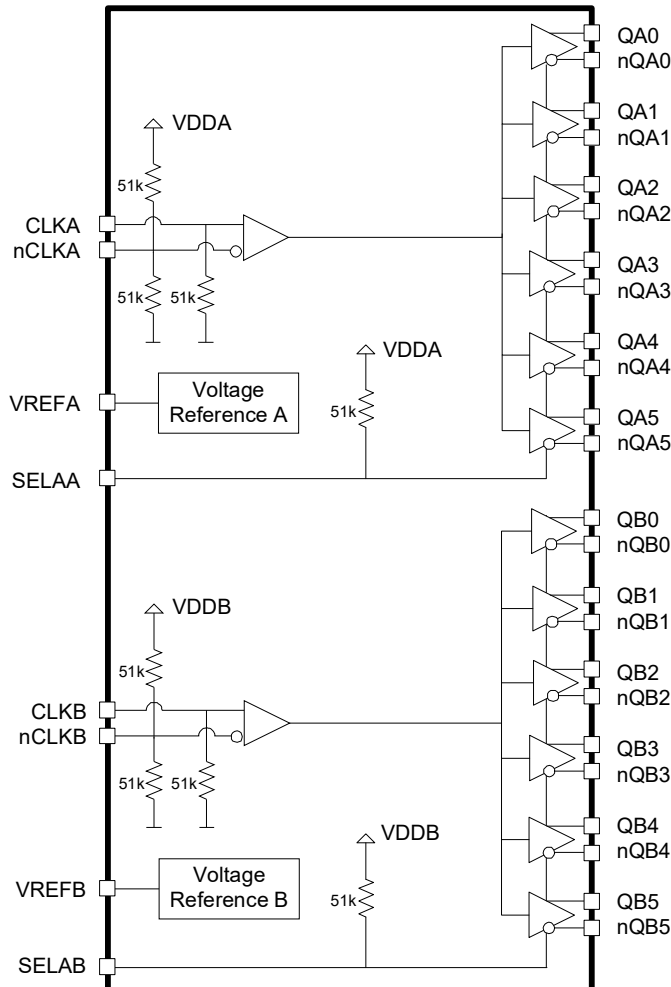 QA0
nQA0
QA1
nQA1
VDDA
51k
QA2
nQA2
CLKA
nCLKA
QA3
nQA3
51k
51k
QA4
nQA4
VDDA
VREFA
Voltage
Reference A
51k
QA5
nQA5
SELAA
QB0
nQB0
QB1
nQB1
VDDB
51k
QB2
nQB2
CLKB
nCLKB
QB3
nQB3
51k
51k
QB4
nQB4
VDDB
VREFB
Voltage
Reference B
51k
QB5
nQB5
SELAB